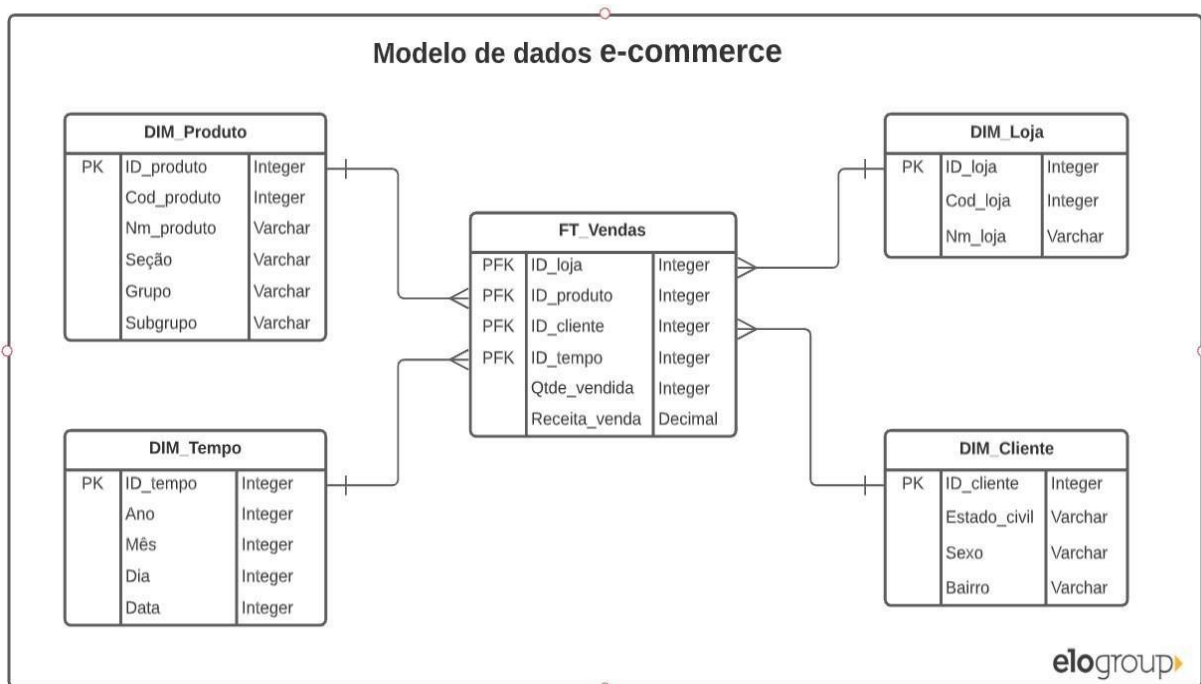 Modelo de dados e-commerce
DIM_Produto
PK ID_produto Integer
Cod_produto Integer
Nm_produto Varchar
Seção Varchar
Grupo Varchar
Subgrupo Varchar
DIM_Loja
PK ID_loja Integer
Cod_loja Integer
Nm_loja Varchar
FT_Vendas
PFK ID_loja Integer
PFK ID_produto Integer
PFK ID_cliente Integer
PFK ID_tempo Integer
Qtde_vendida Integer
Receita_venda Decimal
DIM_Tempo
PK ID_tempo Integer
Ano Integer
Mês Integer
Dia Integer
Data Integer
DIM_Cliente
PK ID_cliente Integer
Estado_civil Varchar
Sexo Varchar
Bairro Varchar
elogroup